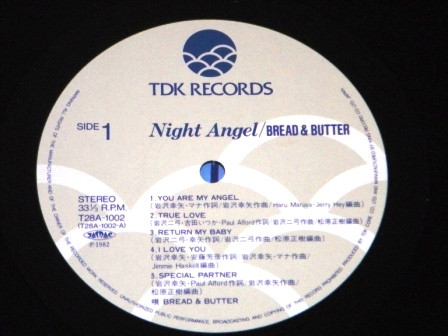 TDK RECORDS
SIDE 1
Night Angel/BREAD & BUTTER
STEREO
33⅓ R.P.M.
T28A-1002
(T28A-1002-A)
℗ 1982
1. YOU ARE MY ANGEL
(岩沢幸矢・マナ作詞/岩沢幸矢作曲/Haru Marusa・Jerry Hey編曲)
2. TRUE LOVE
(岩沢二弓・吉田いつか・Paul Alford作詞 岩沢二弓作曲/松原正樹編曲)
3. RETURN MY BABY
(岩沢二弓・幸矢作詞/岩沢二弓作曲/松原正樹編曲)
4. I LOVE YOU
(岩沢幸矢・安藤芳彦作詞/岩沢幸矢・マナ作曲/
Jimmie Haskell編曲)
5. SPECIAL PARTNER
(岩沢幸矢・Paul Alford作詞/岩沢幸矢作曲/
松原正樹編曲)
唄 BREAD & BUTTER